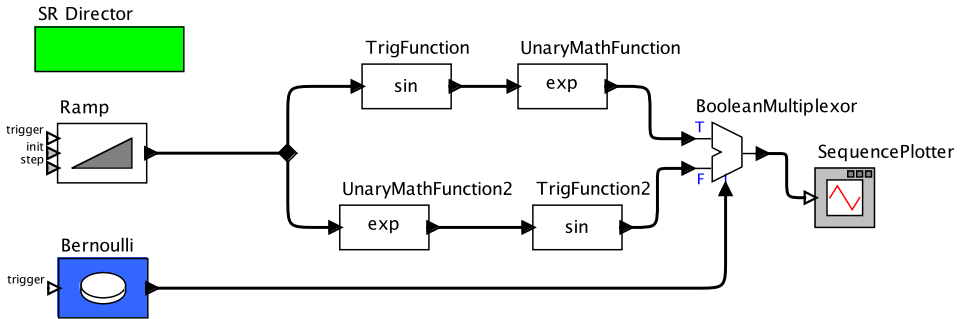 SR Director
TrigFunction
UnaryMathFunction
sin
exp
Ramp
trigger
init
step
BooleanMultiplexor
T
F
SequencePlotter
UnaryMathFunction2
TrigFunction2
exp
sin
Bernoulli
trigger